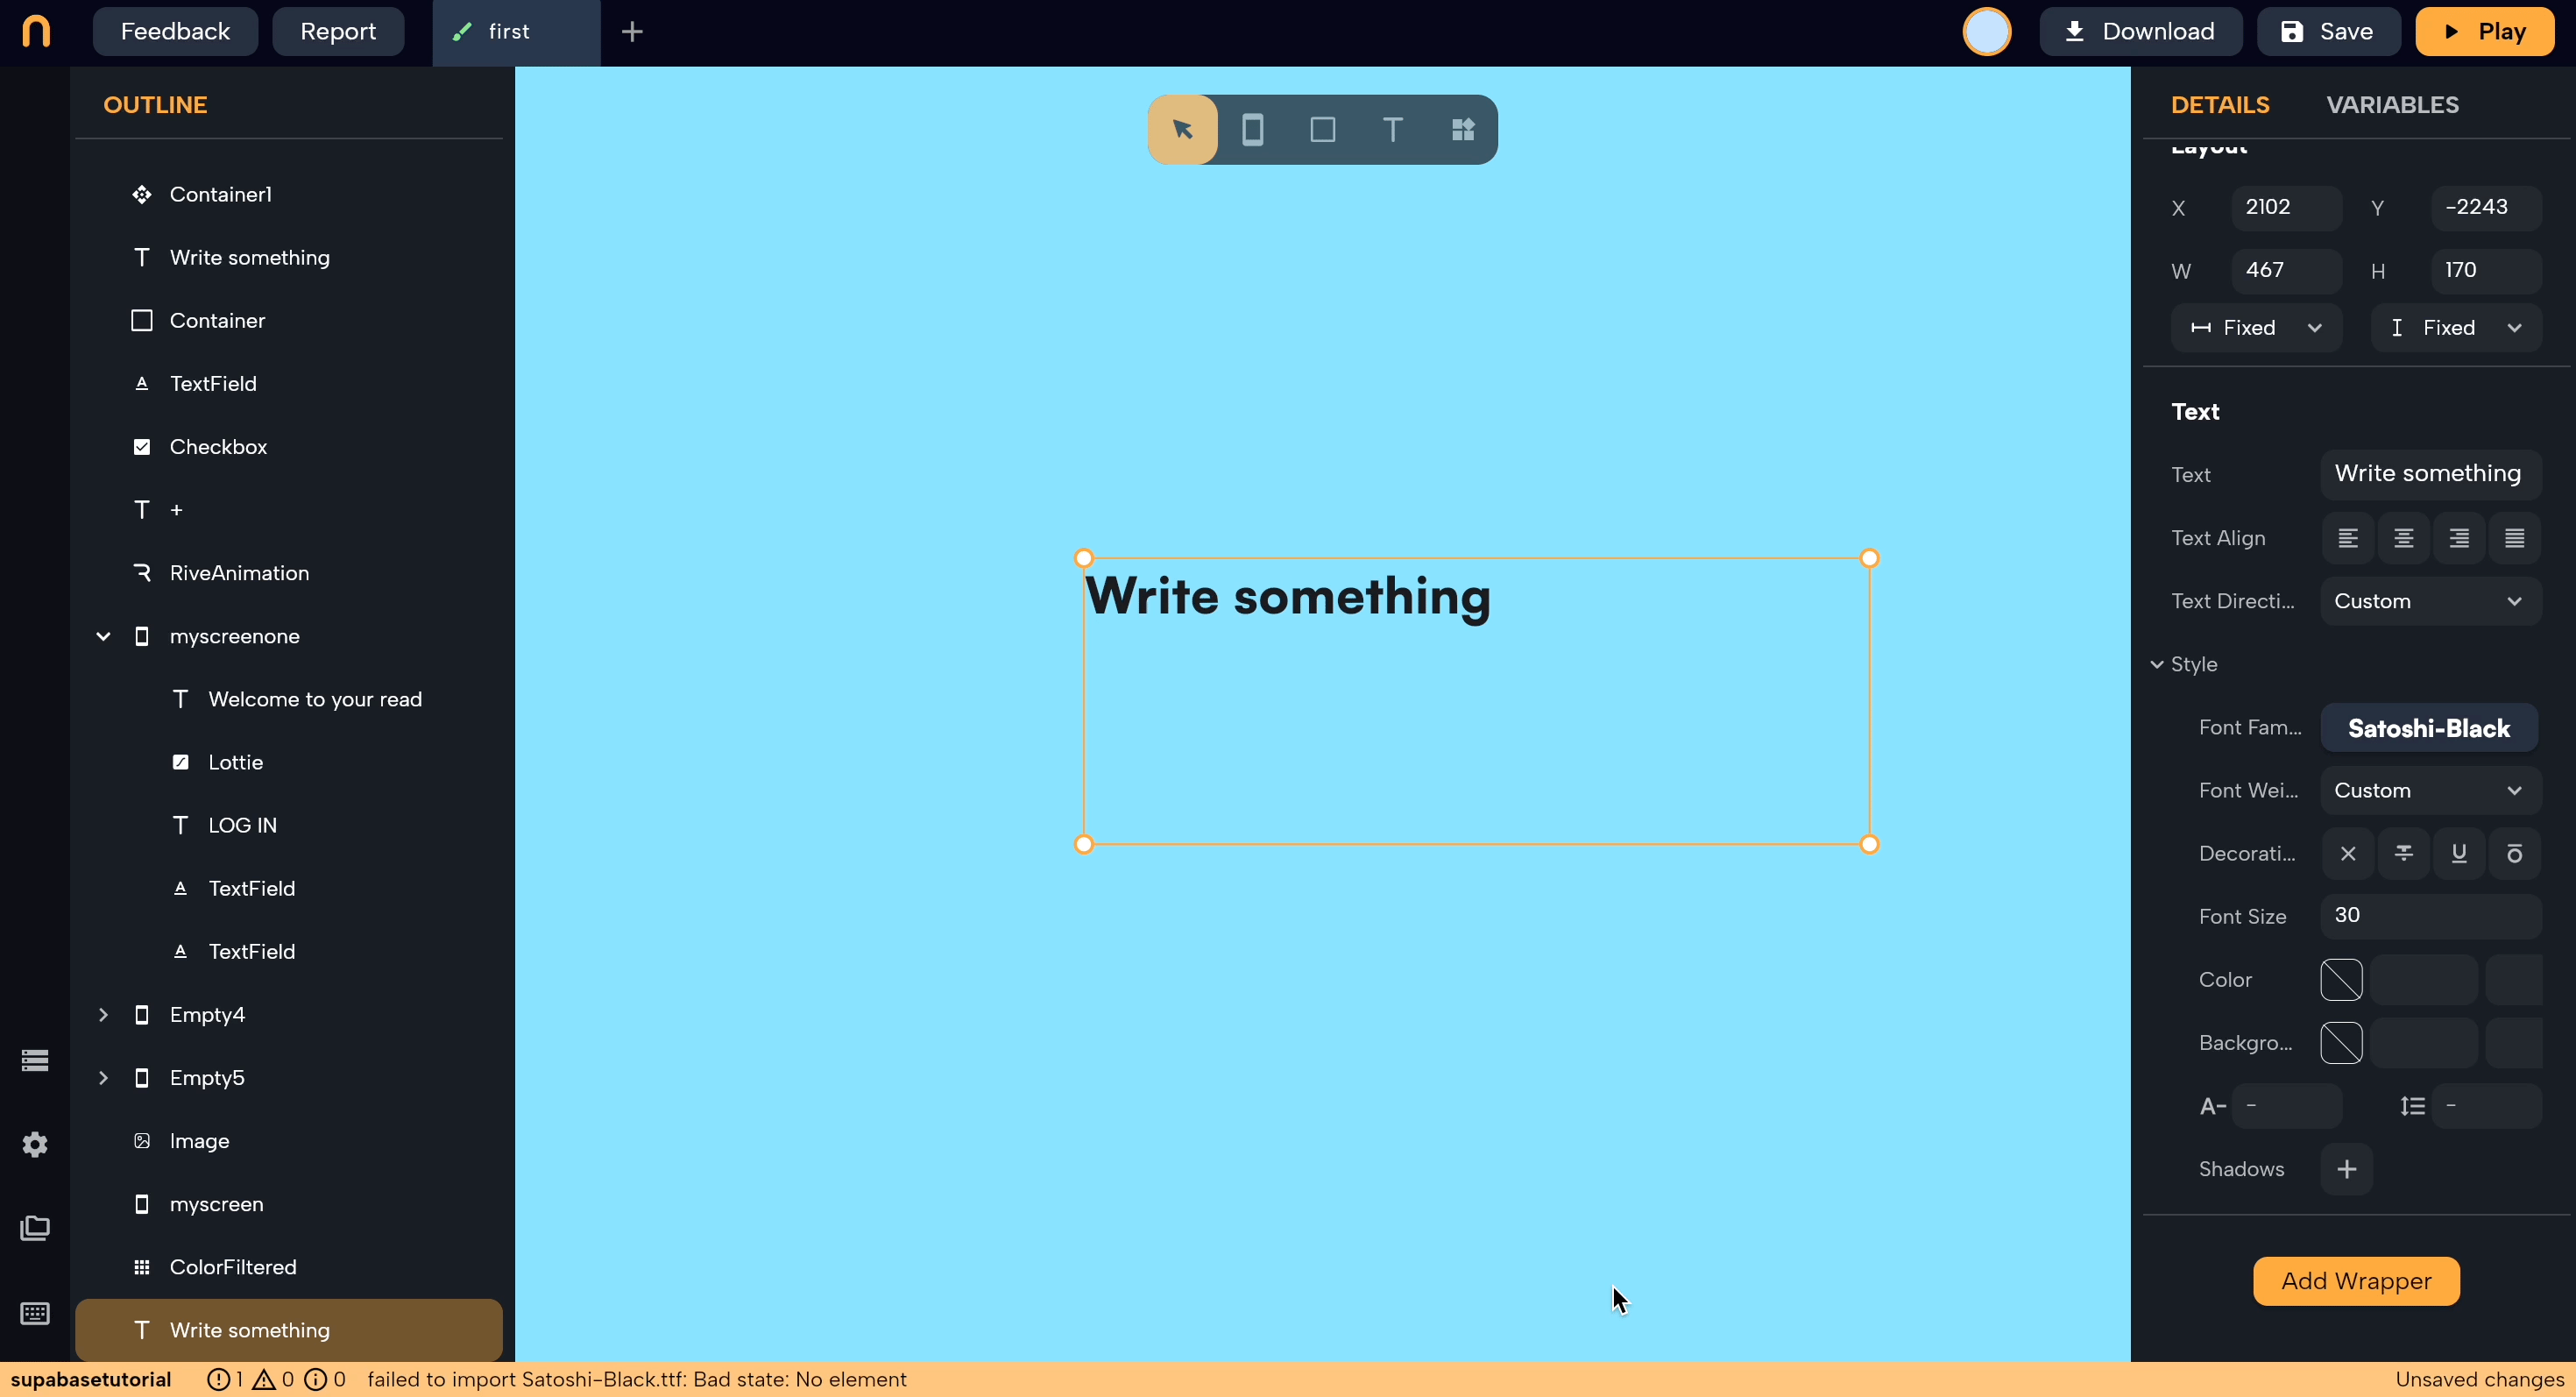 Feedback
Report
first
Download
Save
Play
OUTLINE
Container1
Write something
Container
TextField
Checkbox
+
RiveAnimation
myscreenone
Welcome to your read
Lottie
LOG IN
TextField
TextField
Empty4
Empty5
Image
myscreen
ColorFiltered
Write something
Write something
DETAILS VARIABLES
Layout
X 2102 Y -2243
W 467 H 170
Fixed Fixed
Text
Text Write something
Text Align
Text Directi... Custom
Style
Font Fam... Satoshi-Black
Font Wei... Custom
Decorati...
Font Size 30
Color
Backgro...
A- - -
Shadows +
Add Wrapper
supabasetutorial 1 0 0 failed to import Satoshi-Black.ttf: Bad state: No element
Unsaved changes